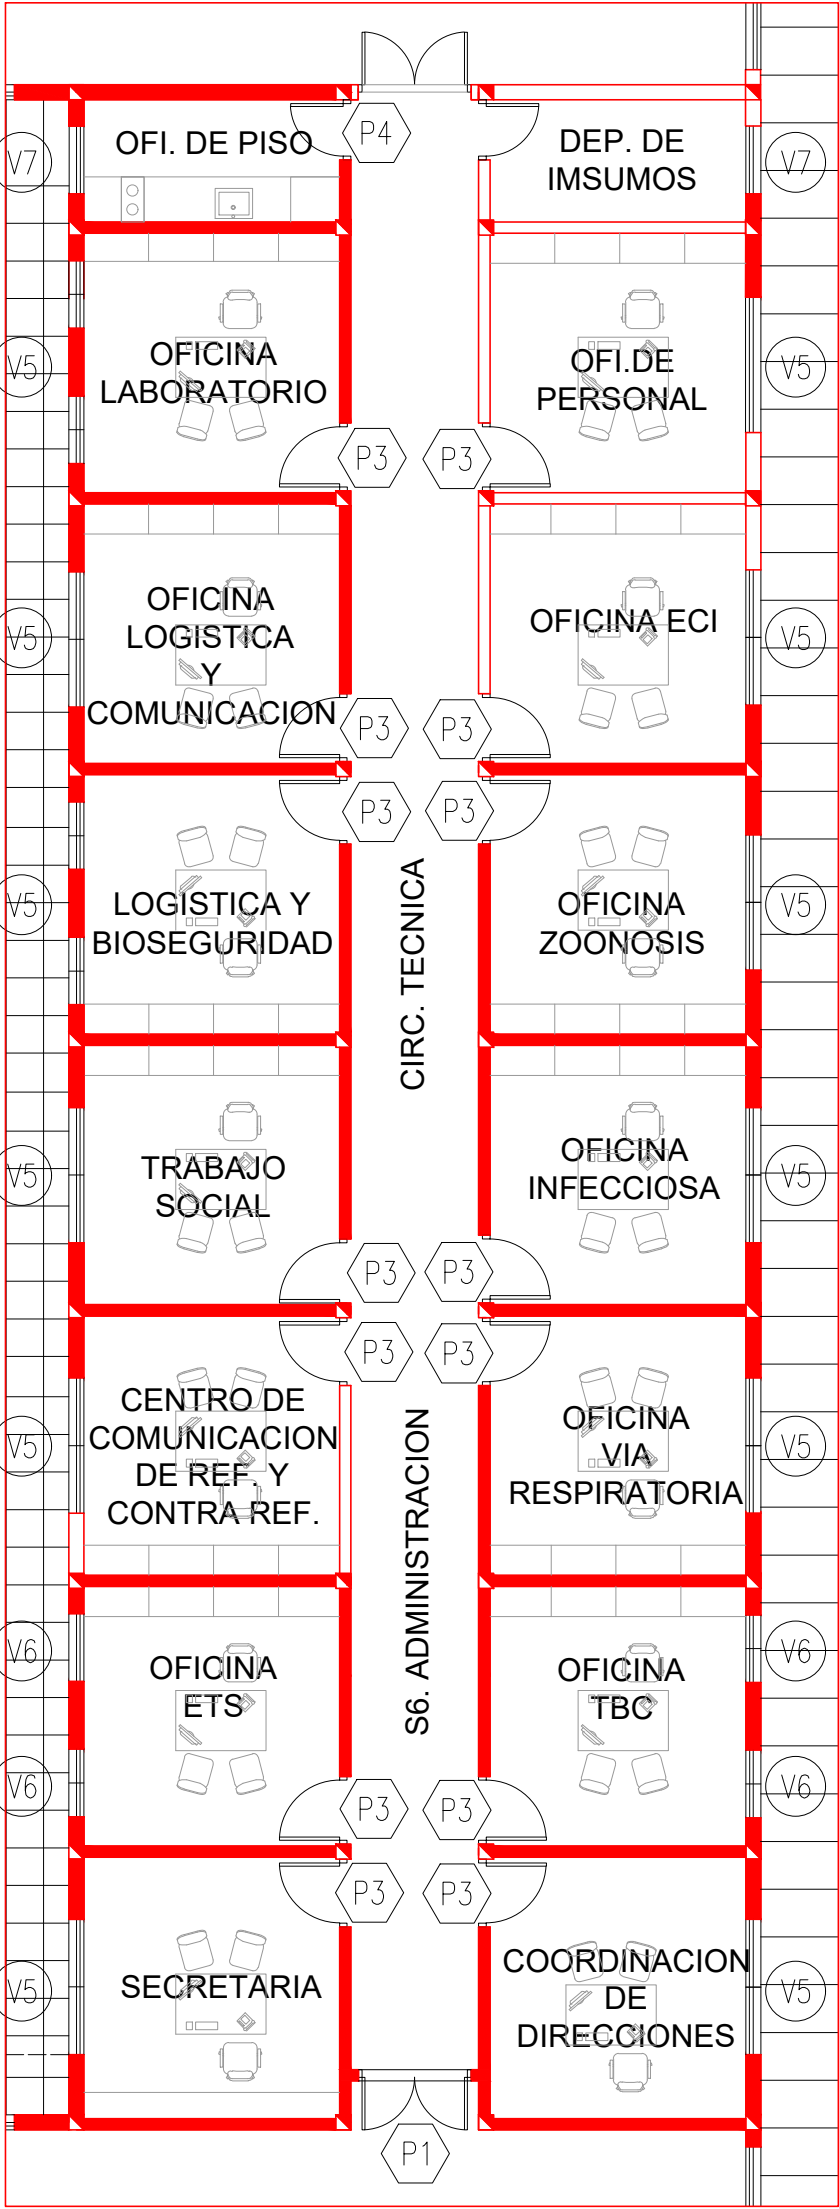 P4
OFI. DE PISO
DEP. DE
IMSUMOS
V7
V7
OFICINA
LABORATORIO
OFI.DE
PERSONAL
V5
V5
P3
P3
OFICINA
LOGISTICA
Y
COMUNICACION
OFICINA ECI
V5
V5
P3
P3
P3
P3
LOGISTICA Y
BIOSEGURIDAD
CIRC. TECNICA
OFICINA
ZOONOSIS
V5
V5
TRABAJO
SOCIAL
OFICINA
INFECCIOSA
V5
V5
P3
P3
P3
P3
CENTRO DE
COMUNICACION
DE REF. Y
CONTRA REF.
OFICINA
VIA
RESPIRATORIA
V5
V5
S6. ADMINISTRACION
OFICINA
ETS
OFICINA
TBC
V6
V6
V6
V6
P3
P3
P3
P3
SECRETARIA
COORDINACION
DE
DIRECCIONES
V5
V5
P1